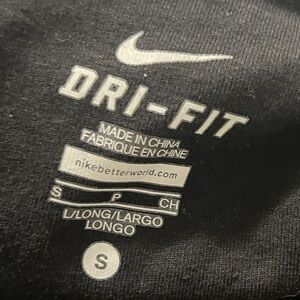 DRI-FIT
MADE IN CHINA
FABRIQUE EN CHINE
nikebetterworld.com
S P CH
L/LONG/LARGO
LONGO
S